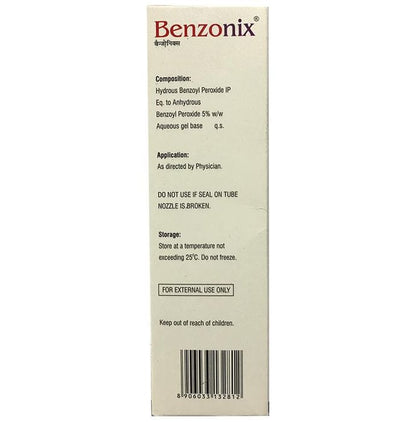 Benzonix®
बेन्ज़ोनिक्स
Composition:
Hydrous Benzoyl Peroxide IP
Eq. to Anhydrous
Benzoyl Peroxide 5% w/w
Aqueous gel base q.s.
Application:
As directed by Physician.
DO NOT USE IF SEAL ON TUBE
NOZZLE IS BROKEN.
Storage:
Store at a temperature not
exceeding 25°C. Do not freeze.
FOR EXTERNAL USE ONLY
Keep out of reach of children.
8 906033 132812